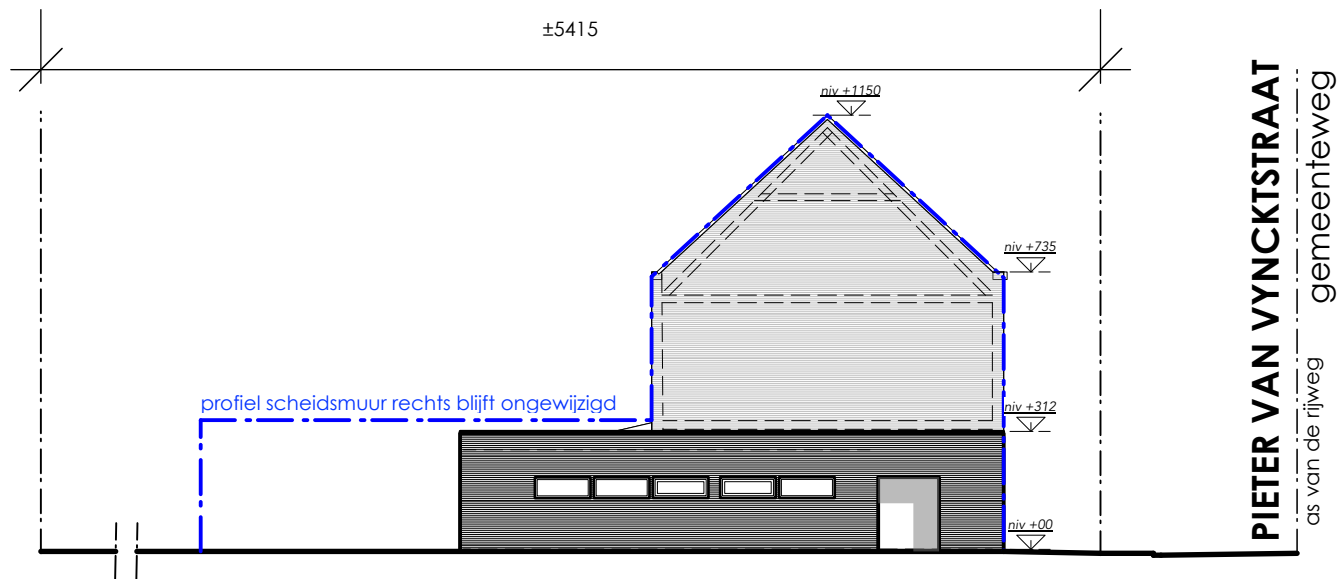 ±5415
niv +1150
niv +735
profiel scheidsmuur rechts blijft ongewijzigd
niv +312
niv +00
PIETER VAN VYNCKTSTRAAT
as van de rijweg
gemeenteweg